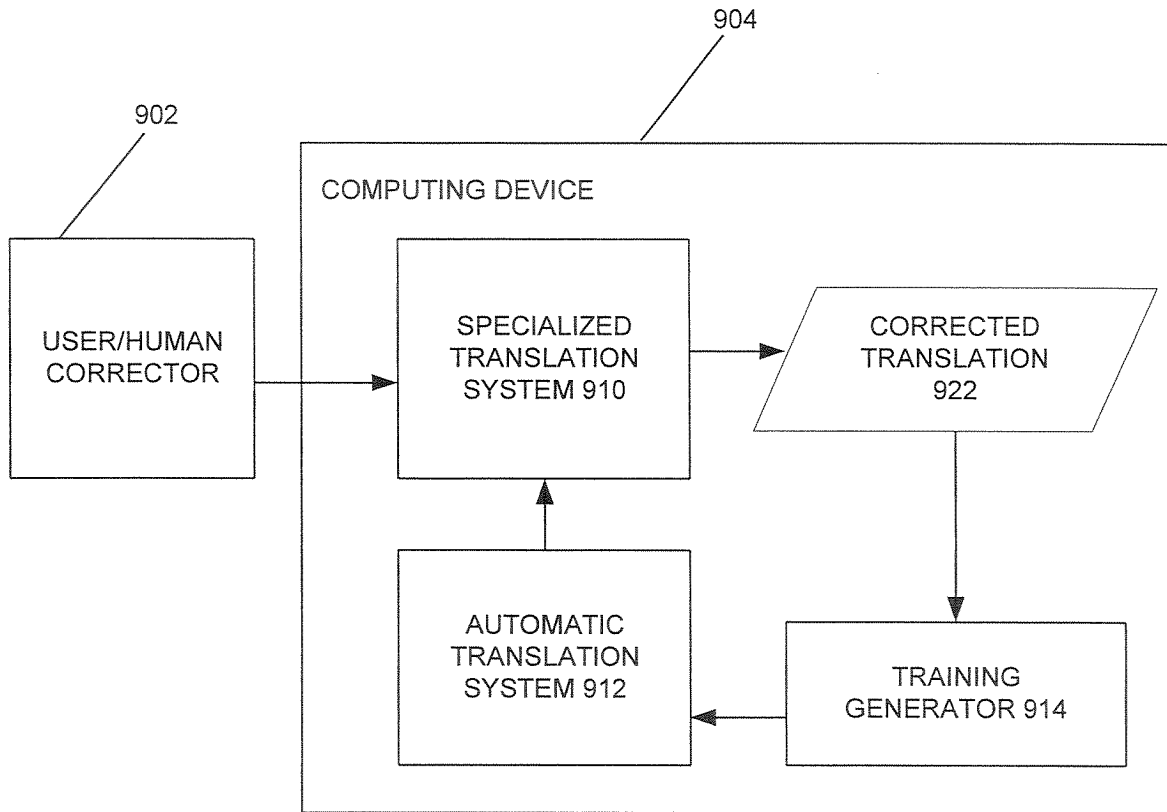 904
902
COMPUTING DEVICE
USER/HUMAN
CORRECTOR
SPECIALIZED
TRANSLATION
SYSTEM 910
CORRECTED
TRANSLATION
922
AUTOMATIC
TRANSLATION
SYSTEM 912
TRAINING
GENERATOR 914